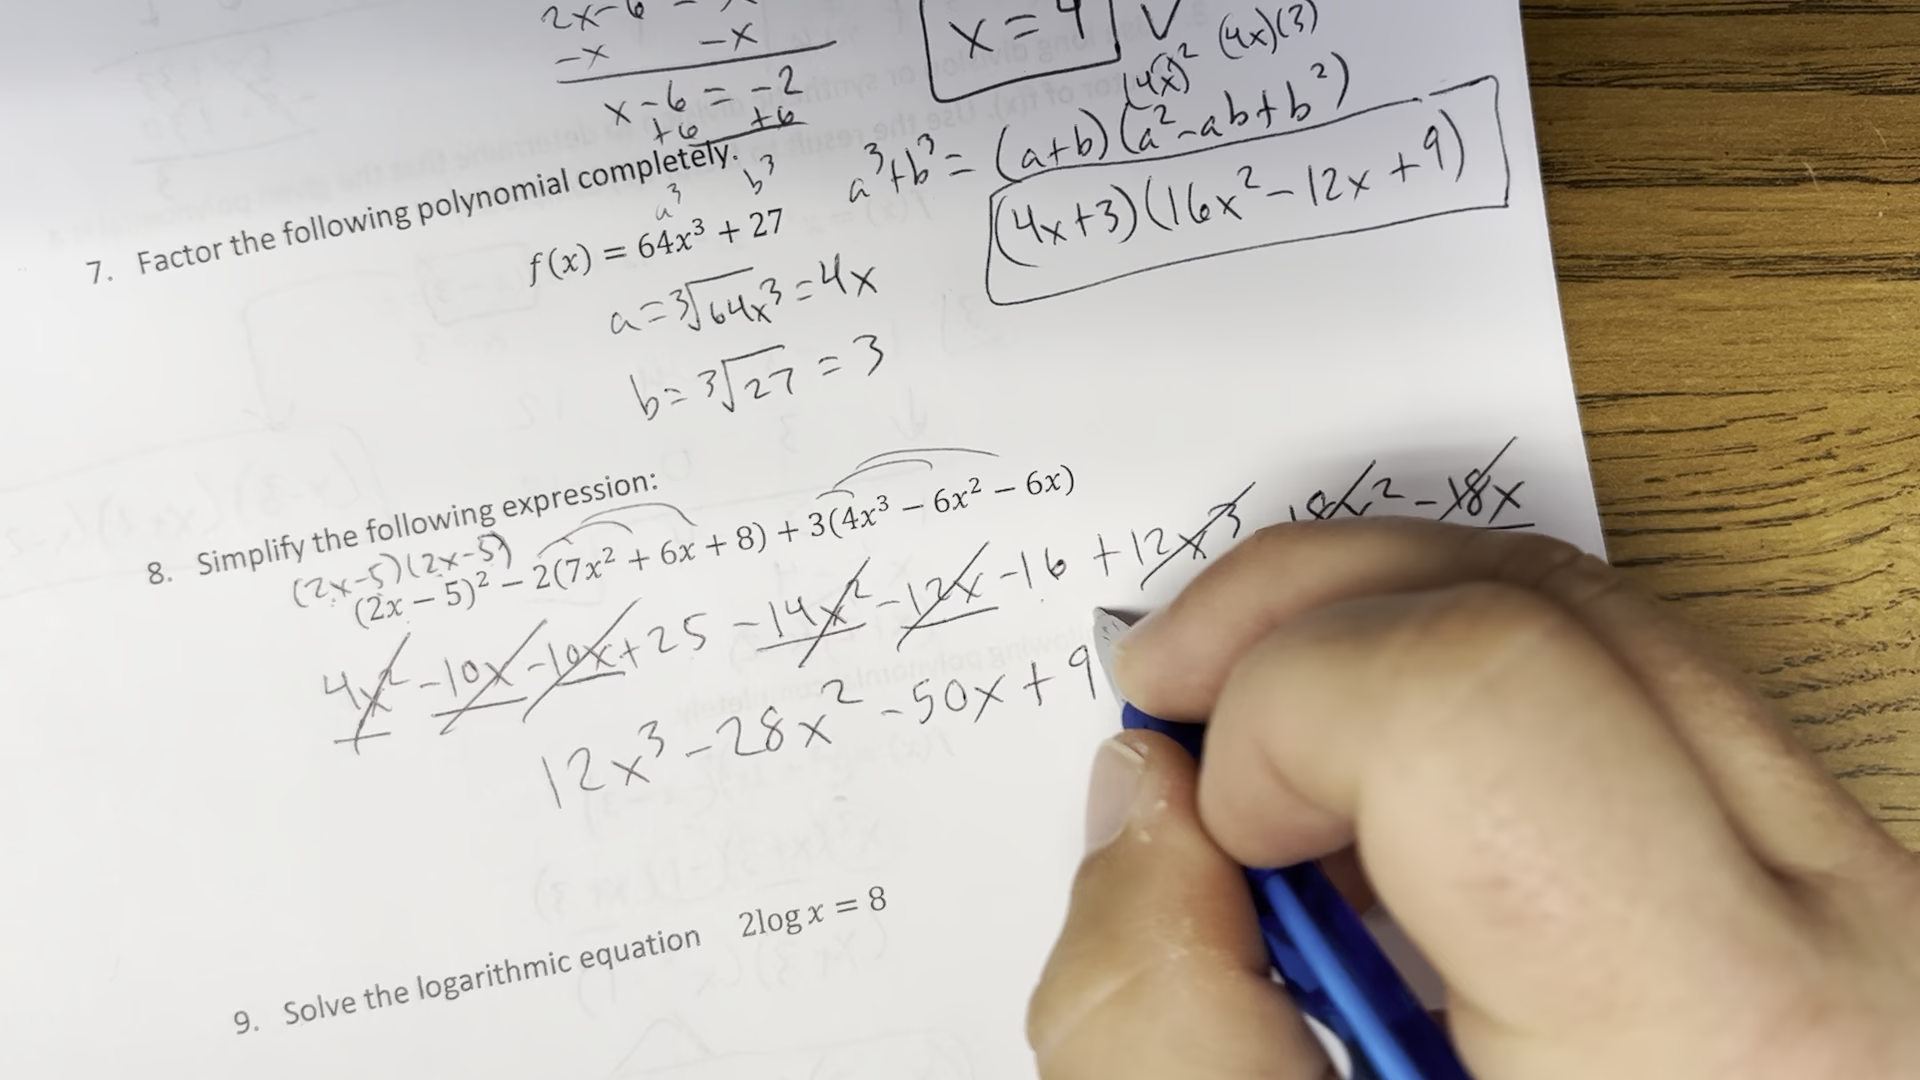 2x-6 =
-x -x
x-6 = -2
+6 +6
x=4 ✓
(4x)² (4x)(3)
7. Factor the following polynomial completely.
a³ b³
a³+b³ = (a+b)(a²-ab+b²)
f(x) = 64x³ + 27
(4x+3)(16x²-12x+9)
a=∛64x³=4x
b=∛27=3
8. Simplify the following expression:
(2x-5)(2x-5)
(2x − 5)² − 2(7x² + 6x + 8) + 3(4x³ − 6x² − 6x)
4x²-10x-10x+25 -14x²-12x-16 +12x³ 18x²-18x
12x³-28x²-50x+9
9. Solve the logarithmic equation 2log x = 8